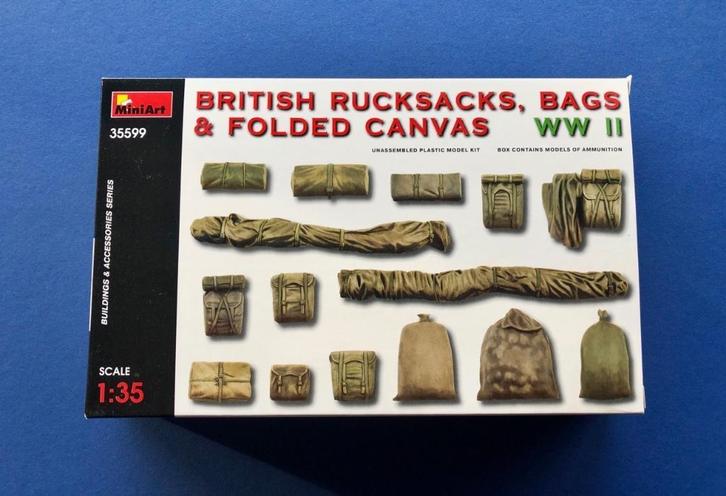 MiniArt
35599
BRITISH RUCKSACKS, BAGS
& FOLDED CANVAS WW II
UNASSEMBLED PLASTIC MODEL KIT BOX CONTAINS MODELS OF AMMUNITION
BUILDINGS & ACCESSORIES SERIES
SCALE
1:35